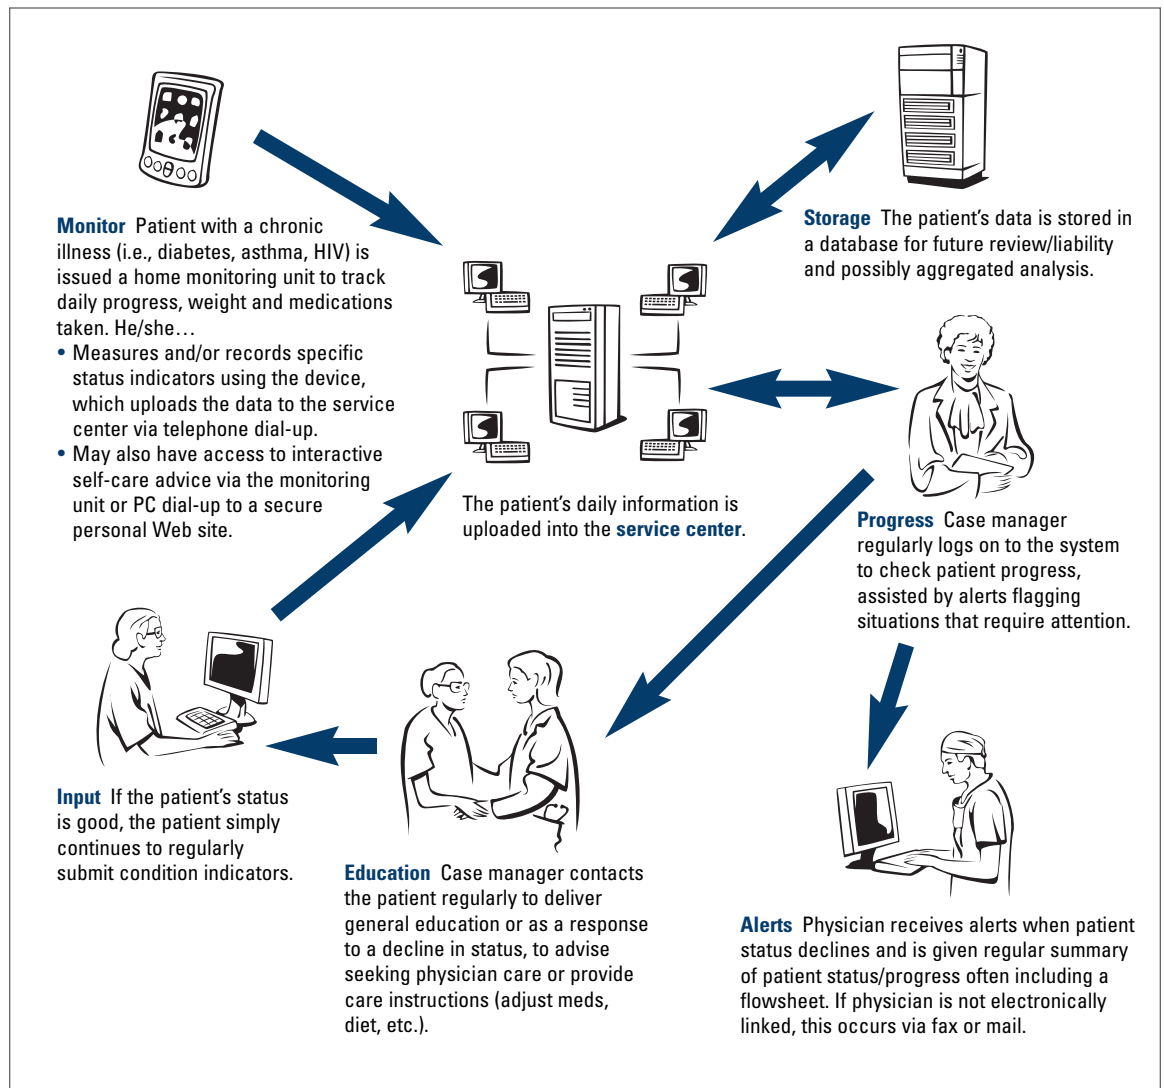 Monitor Patient with a chronic
illness (i.e., diabetes, asthma, HIV) is
issued a home monitoring unit to track
daily progress, weight and medications
taken. He/she…
• Measures and/or records specific
status indicators using the device,
which uploads the data to the service
center via telephone dial-up.
• May also have access to interactive
self-care advice via the monitoring
unit or PC dial-up to a secure
personal Web site.
Storage The patient’s data is stored in
a database for future review/liability
and possibly aggregated analysis.
The patient’s daily information is
uploaded into the service center.
Progress Case manager
regularly logs on to the system
to check patient progress,
assisted by alerts flagging
situations that require attention.
Input If the patient’s status
is good, the patient simply
continues to regularly
submit condition indicators.
Education Case manager contacts
the patient regularly to deliver
general education or as a response
to a decline in status, to advise
seeking physician care or provide
care instructions (adjust meds,
diet, etc.).
Alerts Physician receives alerts when patient
status declines and is given regular summary
of patient status/progress often including a
flowsheet. If physician is not electronically
linked, this occurs via fax or mail.